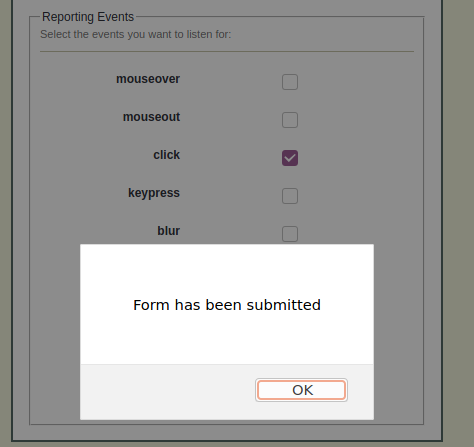 Reporting Events
Select the events you want to listen for:
mouseover
mouseout
click
keypress
blur
Form has been submitted
OK